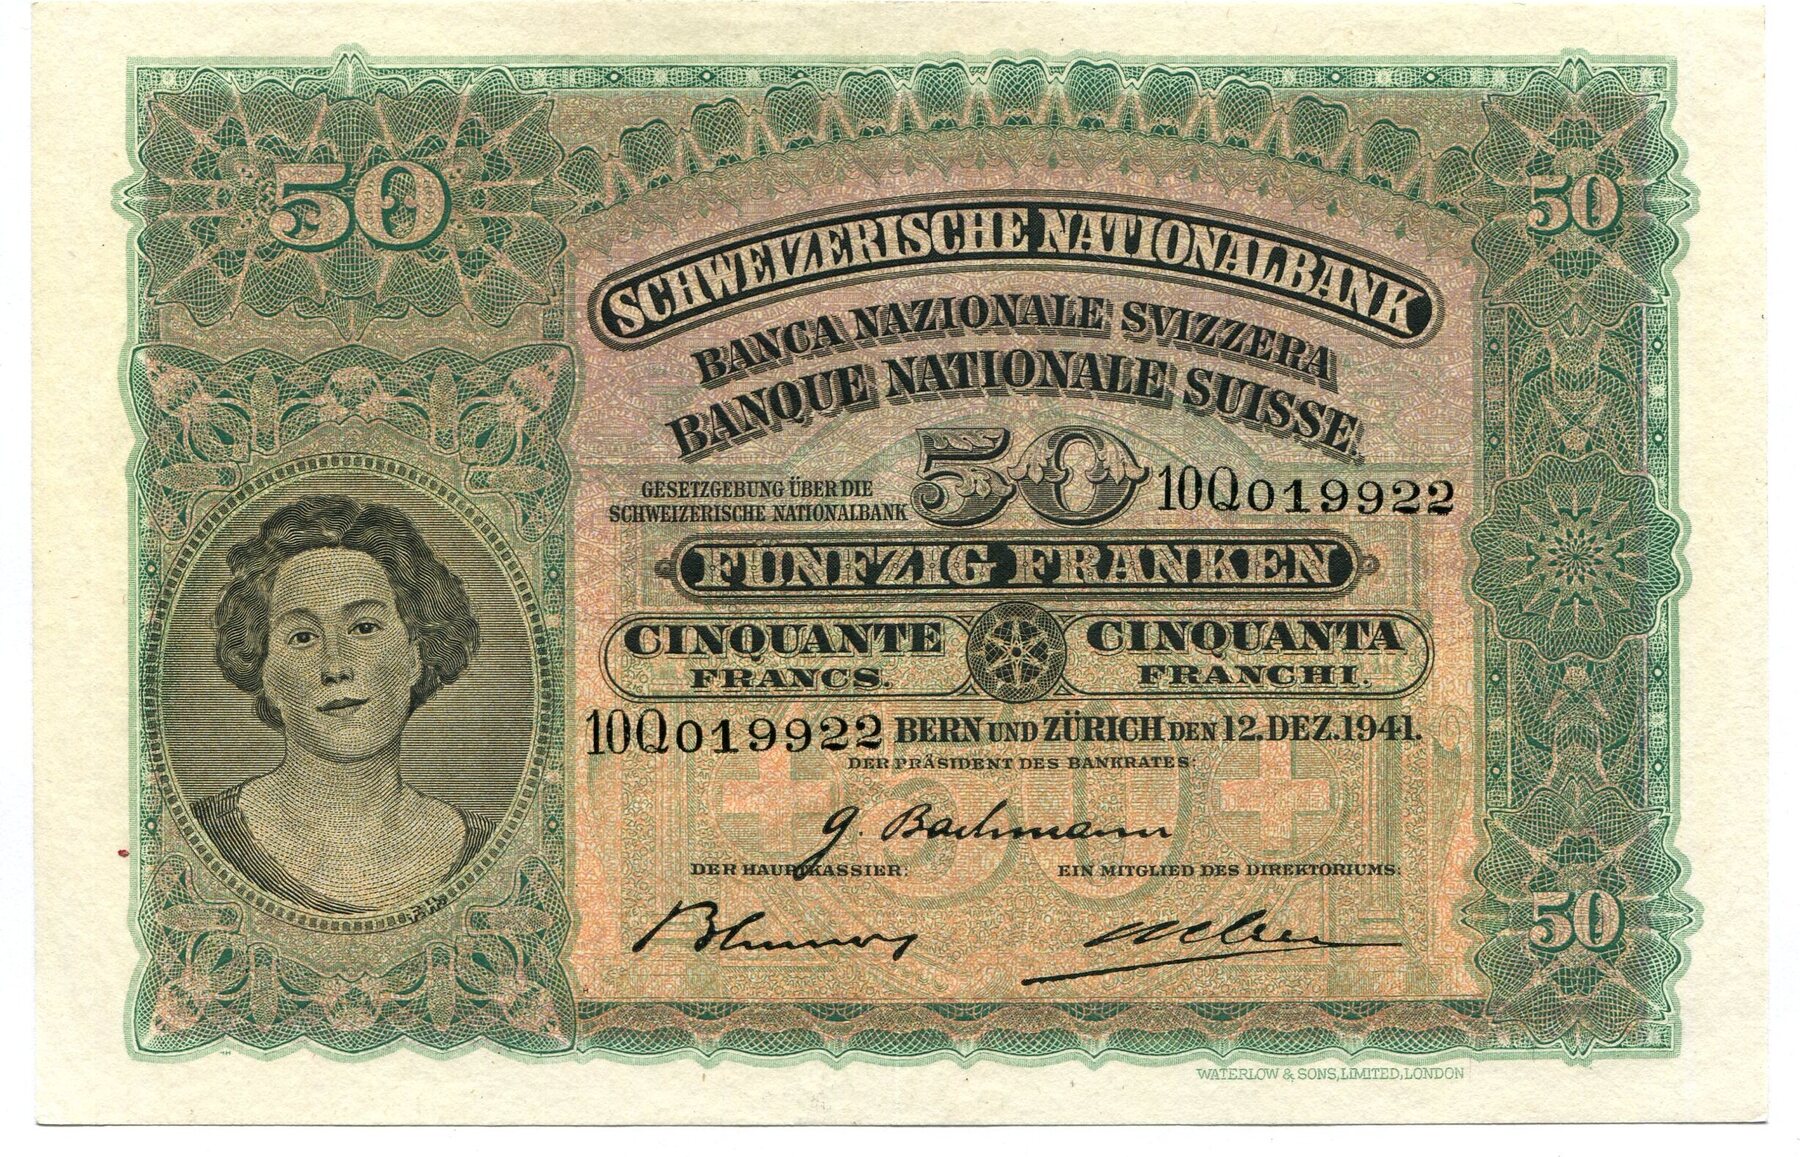 50
50
SCHWEIZERISCHE NATIONALBANK
BANCA NAZIONALE SVIZZERA
BANQUE NATIONALE SUISSE.
GESETZGEBUNG ÜBER DIE
SCHWEIZERISCHE NATIONALBANK
50
10Q019922
FÜNFZIG FRANKEN
CINQUANTE
FRANCS.
CINQUANTA
FRANCHI.
10Q019922 BERN UND ZÜRICH DEN 12. DEZ. 1941.
DER PRÄSIDENT DES BANKRATES:
G. Bachmann
DER HAUPTKASSIER:
EIN MITGLIED DES DIREKTORIUMS:
50
WATERLOW & SONS, LIMITED, LONDON